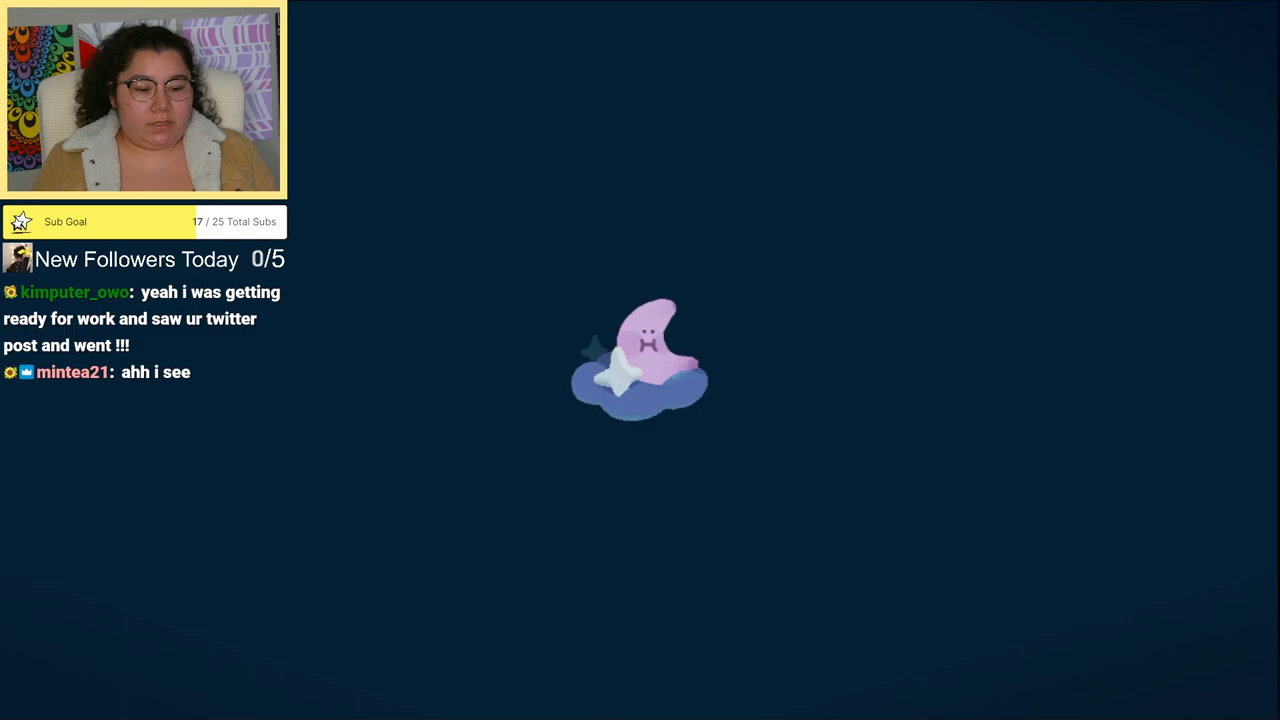 Sub Goal 17 / 25 Total Subs
New Followers Today 0/5
kimputer_owo: yeah i was getting
ready for work and saw ur twitter
post and went !!!
mintea21: ahh i see